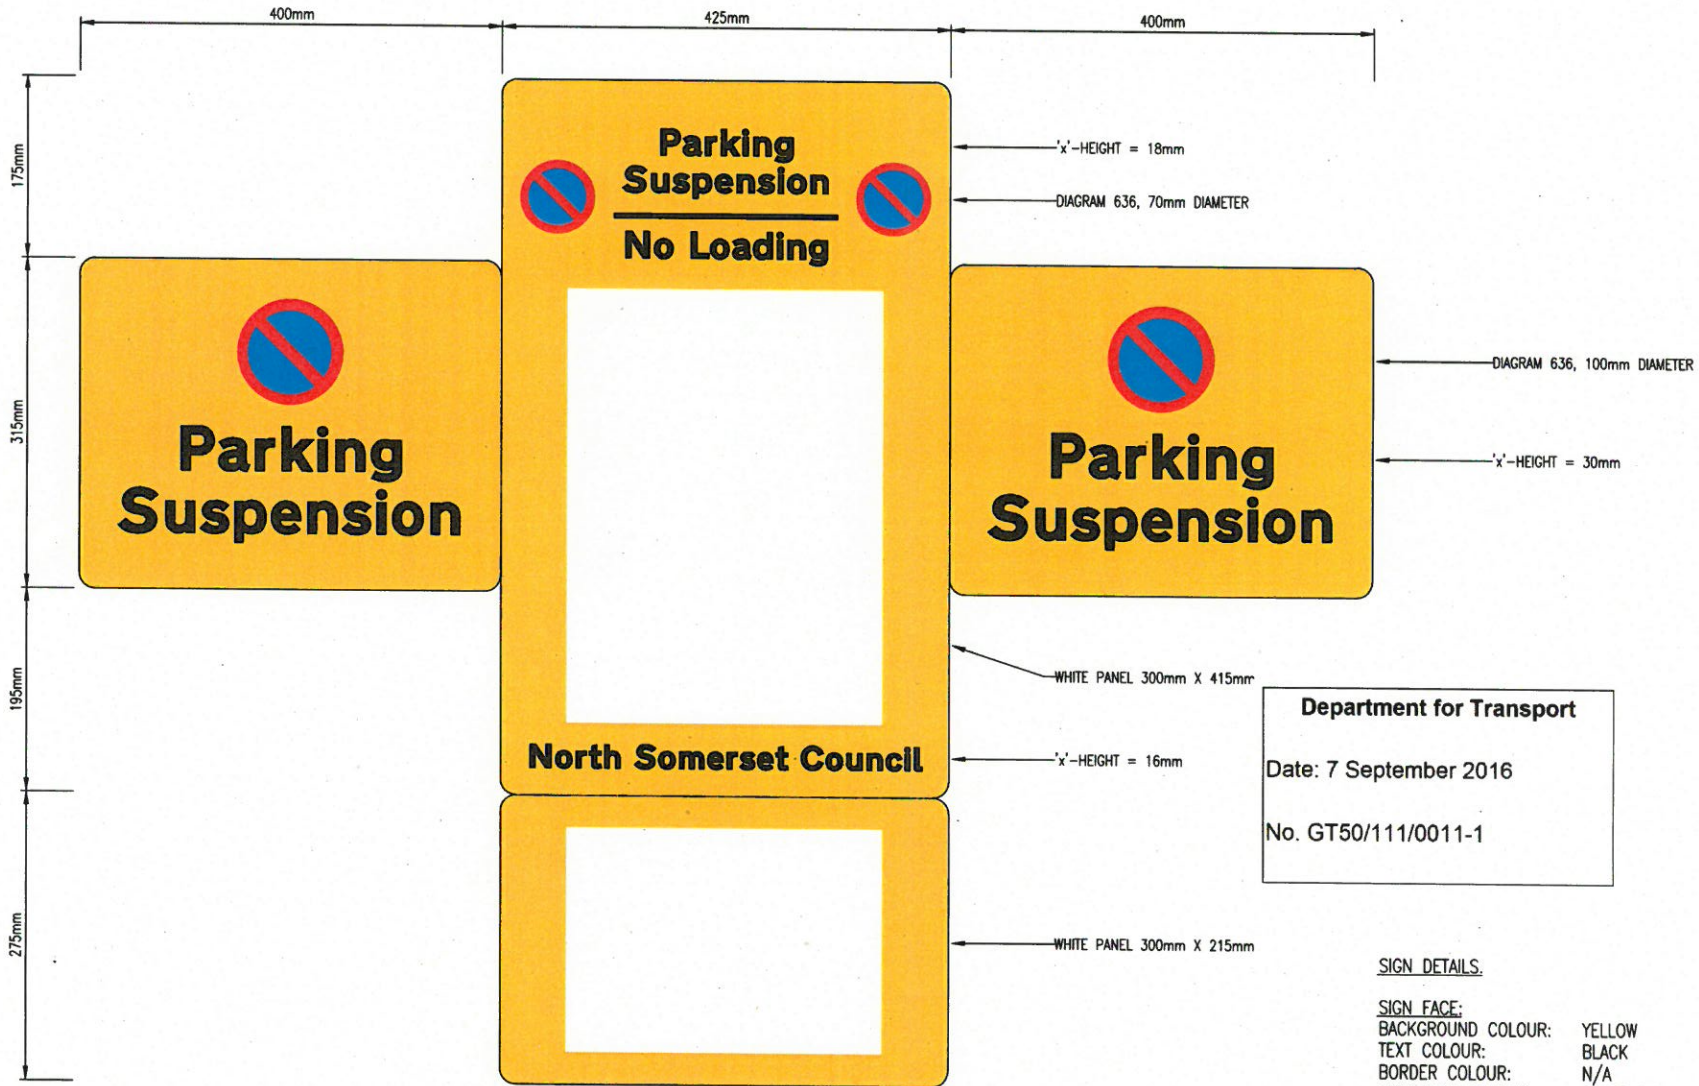 400mm
425mm
400mm
175mm
315mm
195mm
275mm
Parking
Suspension
No Loading
'x'-HEIGHT = 18mm
DIAGRAM 636, 70mm DIAMETER
Parking
Suspension
Parking
Suspension
DIAGRAM 636, 100mm DIAMETER
'x'-HEIGHT = 30mm
WHITE PANEL 300mm X 415mm
North Somerset Council
'x'-HEIGHT = 16mm
WHITE PANEL 300mm X 215mm
Department for Transport
Date: 7 September 2016
No. GT50/111/0011-1
SIGN DETAILS.
SIGN FACE:
BACKGROUND COLOUR: YELLOW
TEXT COLOUR: BLACK
BORDER COLOUR: N/A